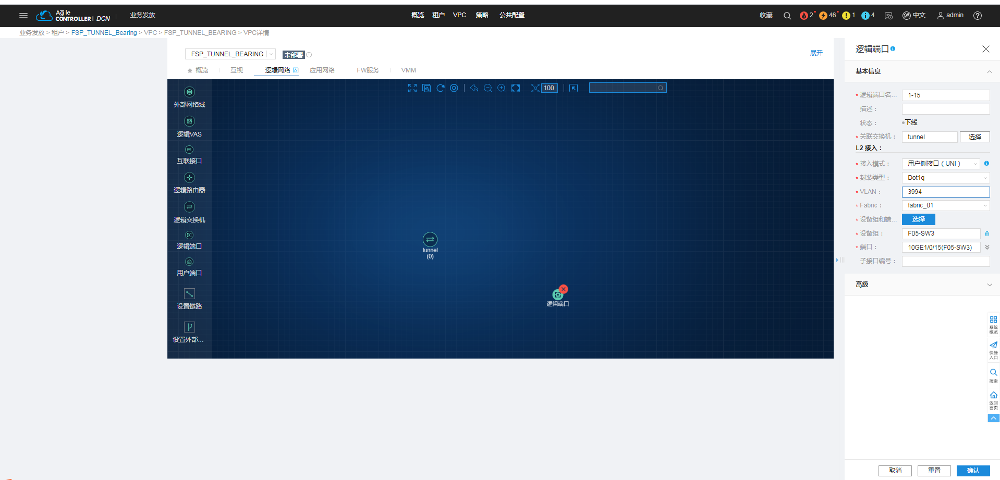 Agile
CONTROLLER | DCN
业务发放
概览 租户 VPC 策略 公共配置
收藏
2 46 1 4
中文 admin
业务发放 > 租户 > FSP_TUNNEL_Bearing > VPC > FSP_TUNNEL_BEARING > VPC详情
FSP_TUNNEL_BEARING 未部署
展开
概览 互视 逻辑网络 应用网络 FW服务 VMM
100
外部网络域
逻辑VAS
互联接口
逻辑路由器
逻辑交换机
逻辑端口
用户端口
设置链路
设置外部...
tunnel
(0)
逻辑端口
逻辑端口
基本信息
* 逻辑端口名... 1-15
描述：
状态： 下线
* 关联交换机： tunnel 选择
L2 接入：
* 接入模式： 用户侧接口（UNI）
* 封装类型： Dot1q
* VLAN： 3994
* Fabric： fabric_01
* 设备组和端... 选择
* 设备组： F05-SW3
* 端口： 10GE1/0/15(F05-SW3)
子接口编号：
高级
系统
概览
快捷
入口
搜索
返回
首页
取消 重置 确认